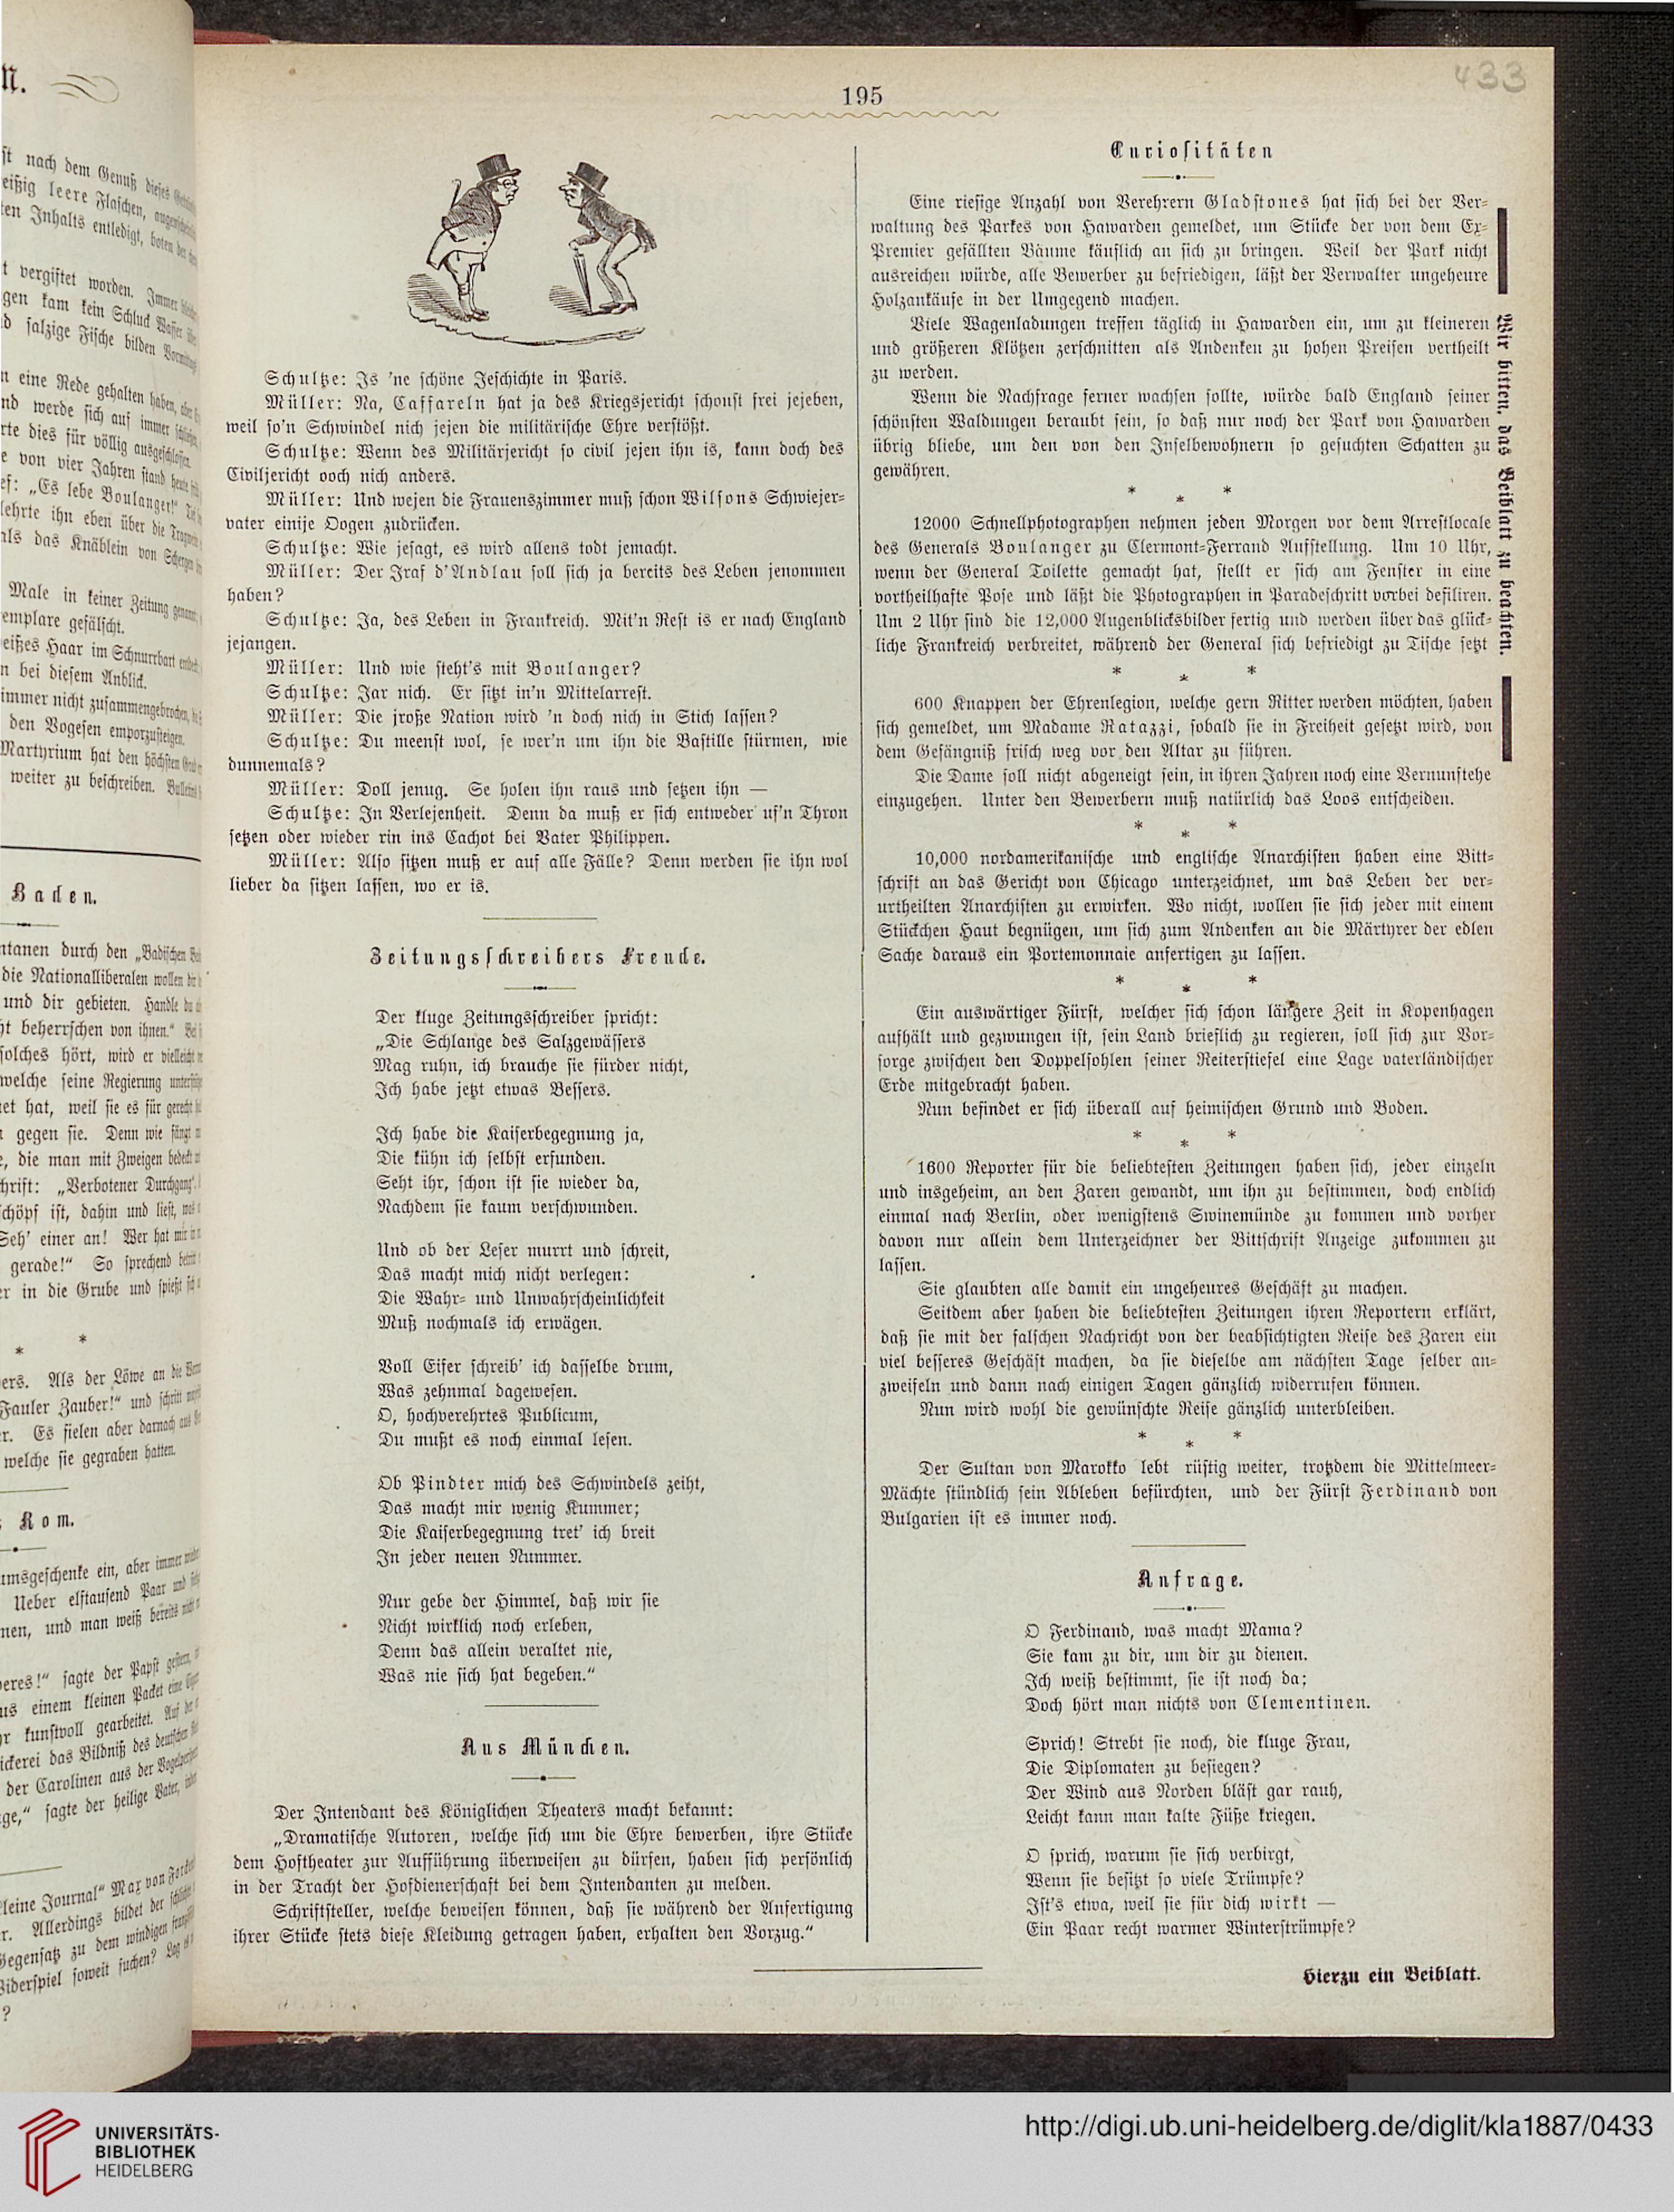 433
195
Schultze: Is 'ne schöne Jeschichte in Paris.
Müller: Na, Caffareln hat ja des Kriegsjericht schonst frei jejeben,
weil so'n Schwindel nich jejen die militärische Ehre verstößt.
Schultze: Wenn des Militärjericht so civil jejen ihn is, kann doch des
Civiljericht ooch nich anders.
Müller: Und wejen die Frauenszimmer muß schon Wilsons Schwiejer-
vater einije Oogen zudrücken.
Schultze: Wie jesagt, es wird allens todt jemacht.
Müller: Der Jraf d'Andlau soll sich ja bereits des Leben jenommen
haben?
Schultze: Ja, des Leben in Frankreich. Mit'n Rest is er nach England
jejangen.
Müller: Und wie steht's mit Boulanger?
Schultze: Jar nich. Er sitzt in'n Mittelarrest.
Müller: Die jroße Nation wird 'n doch nich in Stich lassen?
Schultze: Du meenst wol, se wer'n um ihn die Bastille stürmen, wie
dunnemals?
Müller: Doll jenug. Se holen ihn raus und setzen ihn —
Schultze: In Verlejenheit. Denn da muß er sich entweder uf'n Thron
setzen oder wieder rin ins Cachot bei Vater Philippen.
Müller: Also sitzen muß er auf alle Fälle? Denn werden sie ihn wol
lieber da sitzen lassen, wo er is.
Zeitungsschreibers Freude.
Der kluge Zeitungsschreiber spricht:
„Die Schlange des Salzgewässers
Mag ruhn, ich brauche sie fürder nicht,
Ich habe jetzt etwas Bessers.
Ich habe die Kaiserbegegnung ja,
Die kühn ich selbst erfunden.
Seht ihr, schon ist sie wieder da,
Nachdem sie kaum verschwunden.
Und ob der Leser murrt und schreit,
Das macht mich nicht verlegen:
Die Wahr- und Unwahrscheinlichkeit
Muß nochmals ich erwägen.
Voll Eifer schreib' ich dasselbe drum,
Was zehnmal dagewesen.
O, hochverehrtes Publicum,
Du mußt es noch einmal lesen.
Ob Pindter mich des Schwindels zeiht,
Das macht mir wenig Kummer;
Die Kaiserbegegnung tret' ich breit
In jeder neuen Nummer.
Nur gebe der Himmel, daß wir sie
Nicht wirklich noch erleben,
Denn das allein veraltet nie,
Was nie sich hat begeben.“
Aus München.
Der Intendant des Königlichen Theaters macht bekannt:
„Dramatische Autoren, welche sich um die Ehre bewerben, ihre Stücke
dem Hoftheater zur Aufführung überweisen zu dürfen, haben sich persönlich
in der Tracht der Hofdienerschaft bei dem Intendanten zu melden.
Schriftsteller, welche beweisen können, daß sie während der Anfertigung
ihrer Stücke stets diese Kleidung getragen haben, erhalten den Vorzug.“
Curiositäten
Eine riesige Anzahl von Verehrern Gladstones hat sich bei der Ver-
waltung des Parkes von Hawarden gemeldet, um Stücke der von dem Ex-
Premier gefällten Bäume käuflich an sich zu bringen. Weil der Park nicht
ausreichen würde, alle Bewerber zu befriedigen, läßt der Verwalter ungeheure
Holzankäufe in der Umgegend machen.
Viele Wagenladungen treffen täglich in Hawarden ein, um zu kleineren
und größeren Klötzen zerschnitten als Andenken zu hohen Preisen vertheilt
zu werden.
Wenn die Nachfrage ferner wachsen sollte, würde bald England seiner
schönsten Waldungen beraubt sein, so daß nur noch der Park von Hawarden
übrig bliebe, um den von den Inselbewohnern so gesuchten Schatten zu
gewähren.
* * *
12000 Schnellphotographen nehmen jeden Morgen vor dem Arrestlocale
des Generals Boulanger zu Clermont-Ferrand Aufstellung. Um 10 Uhr,
wenn der General Toilette gemacht hat, stellt er sich am Fenster in eine
vortheilhafte Pose und läßt die Photographen in Paradeschritt vorbei defiliren.
Um 2 Uhr sind die 12,000 Augenblicksbilder fertig und werden über das glück-
liche Frankreich verbreitet, während der General sich befriedigt zu Tische setzt
* * *
600 Knappen der Ehrenlegion, welche gern Ritter werden möchten, haben
sich gemeldet, um Madame Ratazzi, sobald sie in Freiheit gesetzt wird, von
dem Gefängniß frisch weg vor den Altar zu führen.
Die Dame soll nicht abgeneigt sein, in ihren Jahren noch eine Vernunftehe
einzugehen. Unter den Bewerbern muß natürlich das Loos entscheiden.
* * *
10,000 nordamerikanische und englische Anarchisten haben eine Bitt-
schrift an das Gericht von Chicago unterzeichnet, um das Leben der ver-
urtheilten Anarchisten zu erwirken. Wo nicht, wollen sie sich jeder mit einem
Stückchen Haut begnügen, um sich zum Andenken an die Märtyrer der edlen
Sache daraus ein Portemonnaie anfertigen zu lassen.
* * *
Ein auswärtiger Fürst, welcher sich schon längere Zeit in Kopenhagen
aufhält und gezwungen ist, sein Land brieflich zu regieren, soll sich zur Vor-
sorge zwischen den Doppelsohlen seiner Reiterstiefel eine Lage vaterländischer
Erde mitgebracht haben.
Nun befindet er sich überall auf heimischen Grund und Boden.
* * *
1600 Reporter für die beliebtesten Zeitungen haben sich, jeder einzeln
und insgeheim, an den Zaren gewandt, um ihn zu bestimmen, doch endlich
einmal nach Berlin, oder wenigstens Swinemünde zu kommen und vorher
davon nur allein dem Unterzeichner der Bittschrift Anzeige zukommen zu
lassen.
Sie glaubten alle damit ein ungeheures Geschäft zu machen.
Seitdem aber haben die beliebtesten Zeitungen ihren Reportern erklärt,
daß sie mit der falschen Nachricht von der beabsichtigten Reise des Zaren ein
viel besseres Geschäft machen, da sie dieselbe am nächsten Tage selber an-
zweifeln und dann nach einigen Tagen gänzlich widerrufen können.
Nun wird wohl die gewünschte Reise gänzlich unterbleiben.
* * *
Der Sultan von Marokko lebt rüstig weiter, trotzdem die Mittelmeer-
Mächte stündlich sein Ableben befürchten, und der Fürst Ferdinand von
Bulgarien ist es immer noch.
Anfrage.
O Ferdinand, was macht Mama?
Sie kam zu dir, um dir zu dienen.
Ich weiß bestimmt, sie ist noch da;
Doch hört man nichts von Clementinen.
Sprich! Strebt sie noch, die kluge Frau,
Die Diplomaten zu besiegen?
Der Wind aus Norden bläst gar rauh,
Leicht kann man kalte Füße kriegen.
O sprich, warum sie sich verbirgt,
Wenn sie besitzt so viele Trümpfe?
Ist's etwa, weil sie für dich wirkt —
Ein Paar recht warmer Winterstrümpfe?
Hierzu ein Beiblatt.
Wir bitten, das Beiblatt zu beachten.
UNIVERSITÄTS-
BIBLIOTHEK
HEIDELBERG
http://digi.ub.uni-heidelberg.de/diglit/kla1887/0433